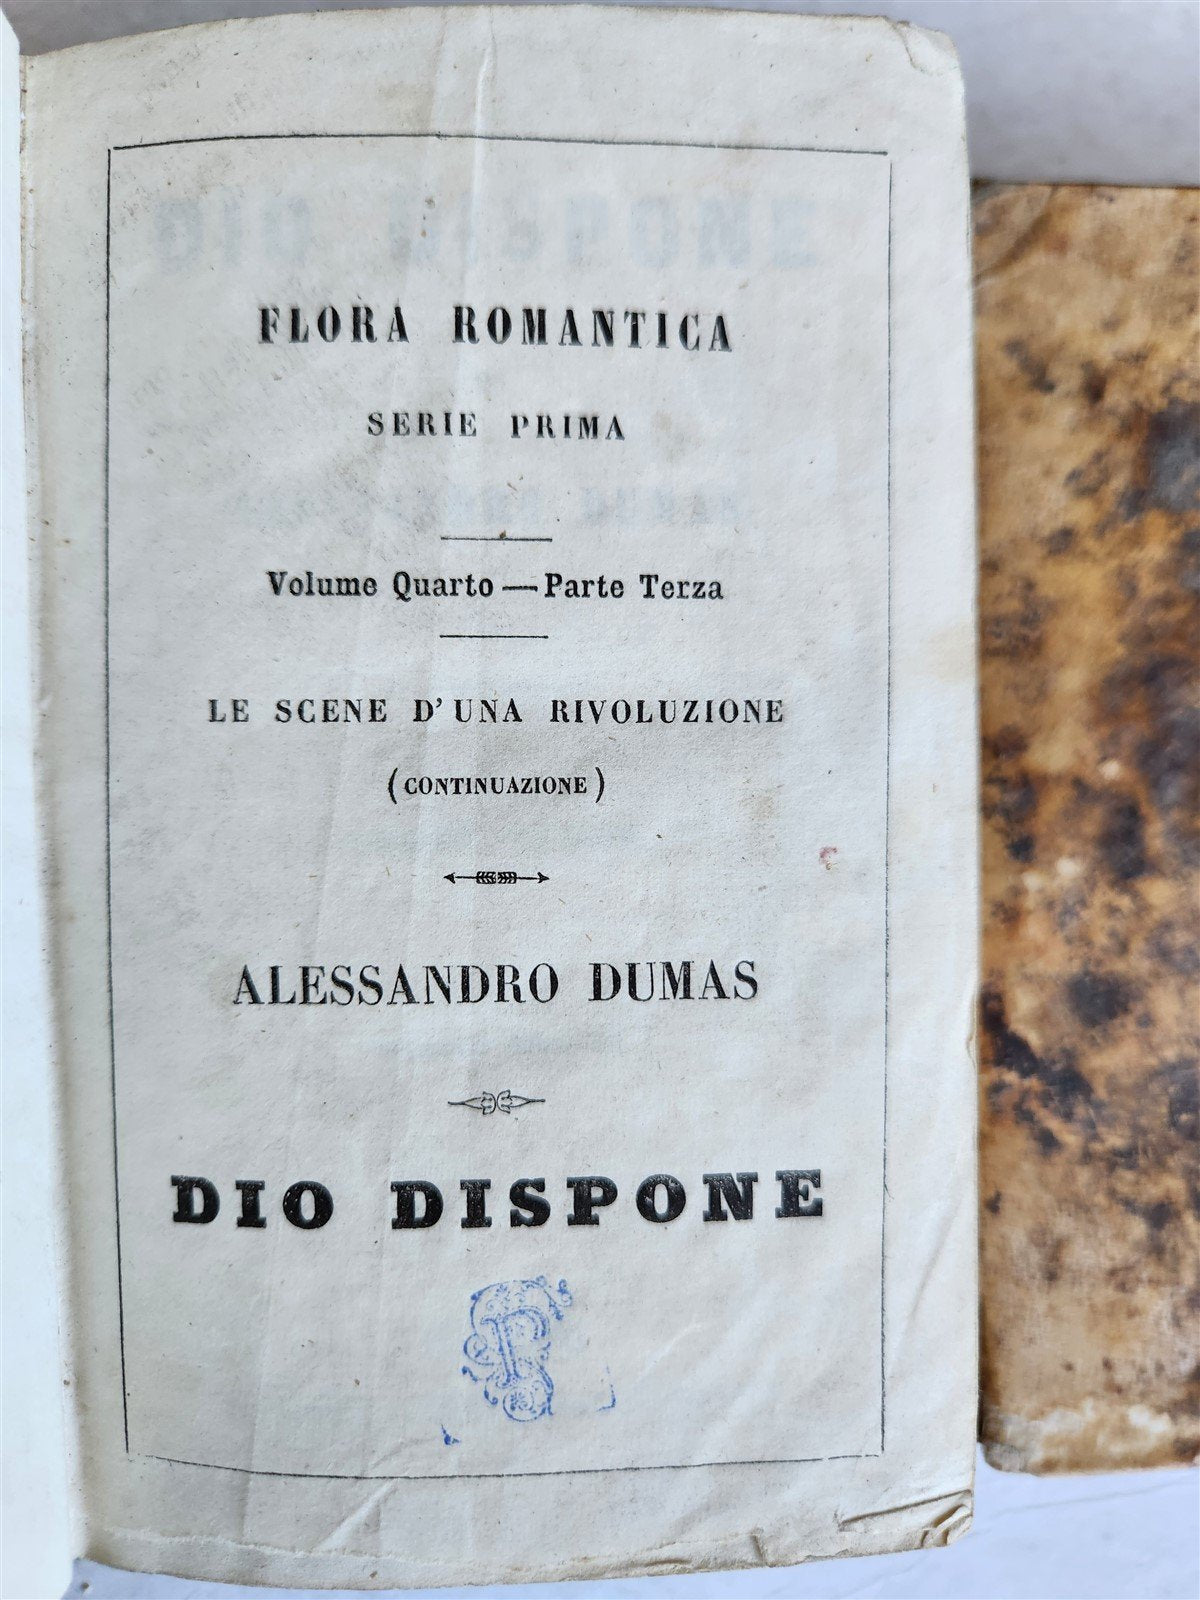 FLORA ROMANTICA
SERIE PRIMA
Volume Quarto — Parte Terza
LE SCENE D'UNA RIVOLUZIONE
(CONTINUAZIONE)
ALESSANDRO DUMAS
DIO DISPONE